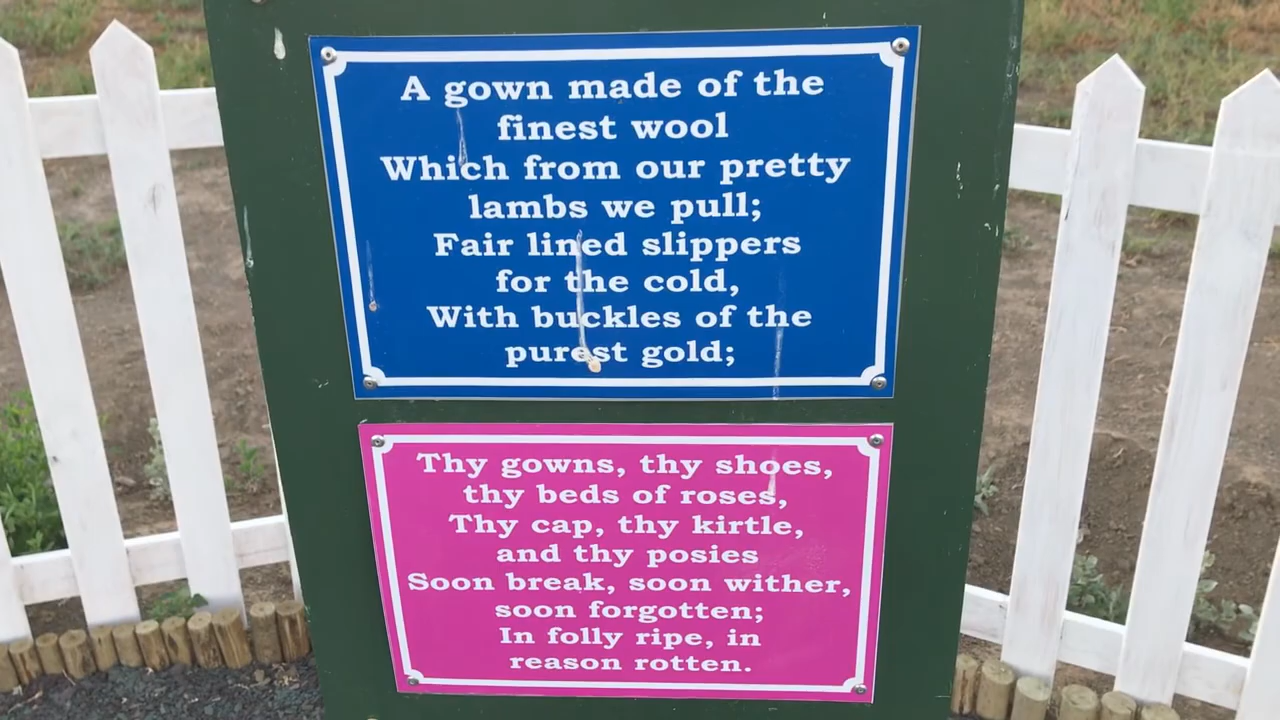 A gown made of the
finest wool
Which from our pretty
lambs we pull;
Fair lined slippers
for the cold,
With buckles of the
purest gold;
Thy gowns, thy shoes,
thy beds of roses,
Thy cap, thy kirtle,
and thy posies
Soon break, soon wither,
soon forgotten;
In folly ripe, in
reason rotten.